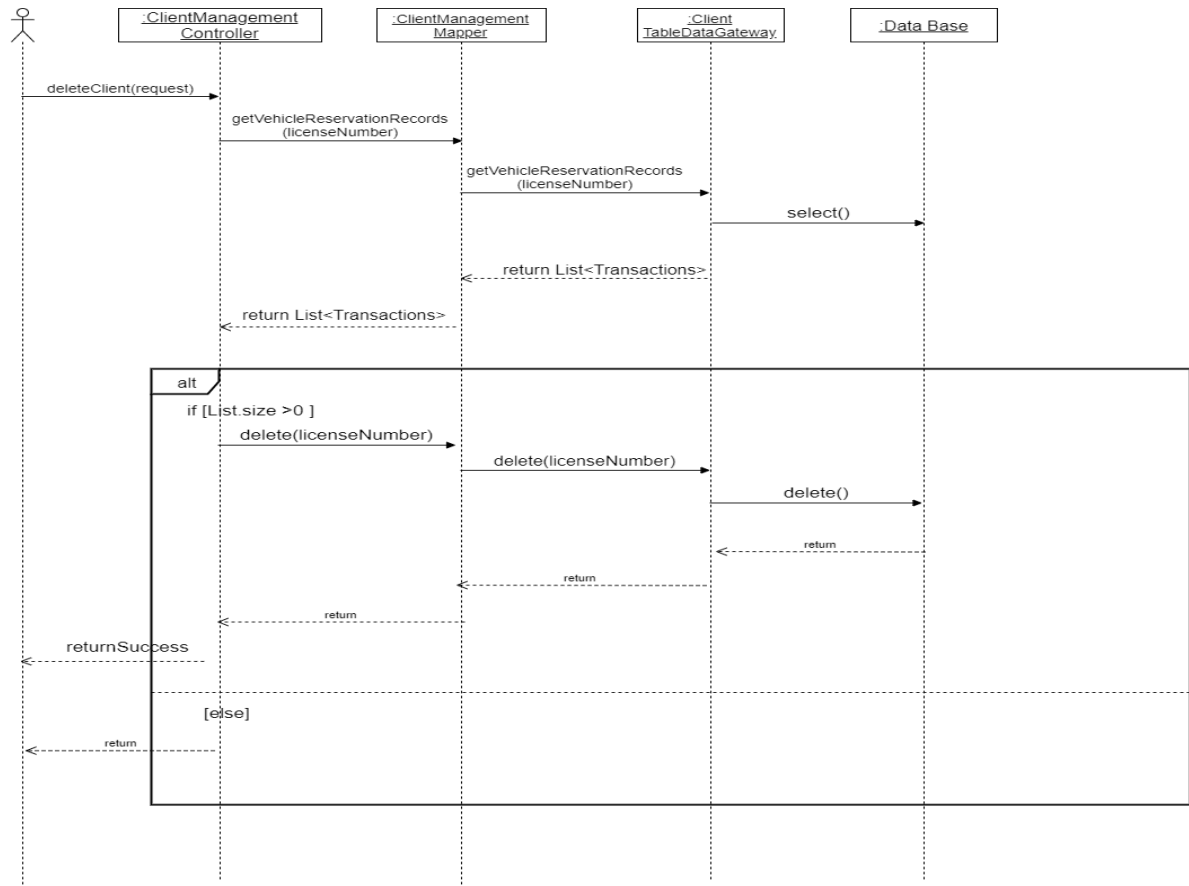 :ClientManagement
Controller
:ClientManagement
Mapper
:Client
TableDataGateway
:Data Base
deleteClient(request)
getVehicleReservationRecords
(licenseNumber)
getVehicleReservationRecords
(licenseNumber)
select()
return List<Transactions>
return List<Transactions>
alt
if [List.size >0 ]
delete(licenseNumber)
delete(licenseNumber)
delete()
return
return
return
returnSuccess
[else]
return